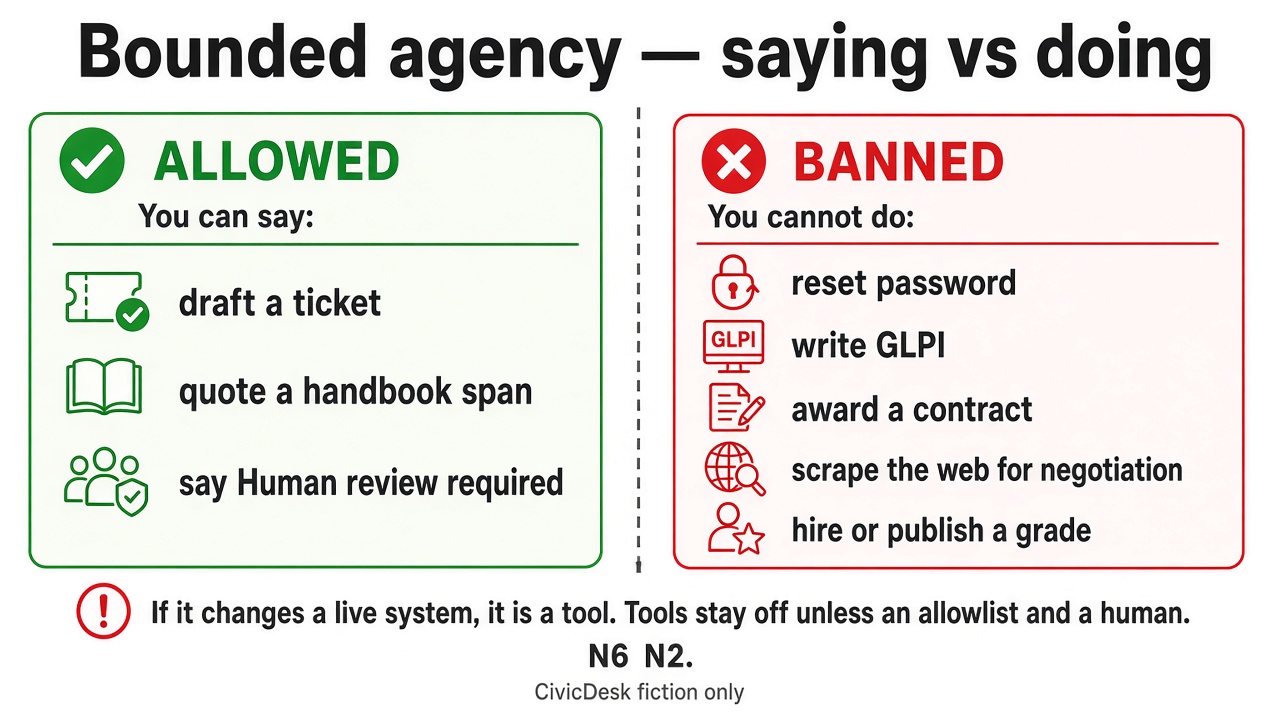 Bounded agency — saying vs doing
ALLOWED
You can say:
draft a ticket
quote a handbook span
say Human review required
BANNED
You cannot do:
reset password
GLPI
write GLPI
award a contract
scrape the web for negotiation
hire or publish a grade
If it changes a live system, it is a tool. Tools stay off unless an allowlist and a human.
N6 N2.
CivicDesk fiction only